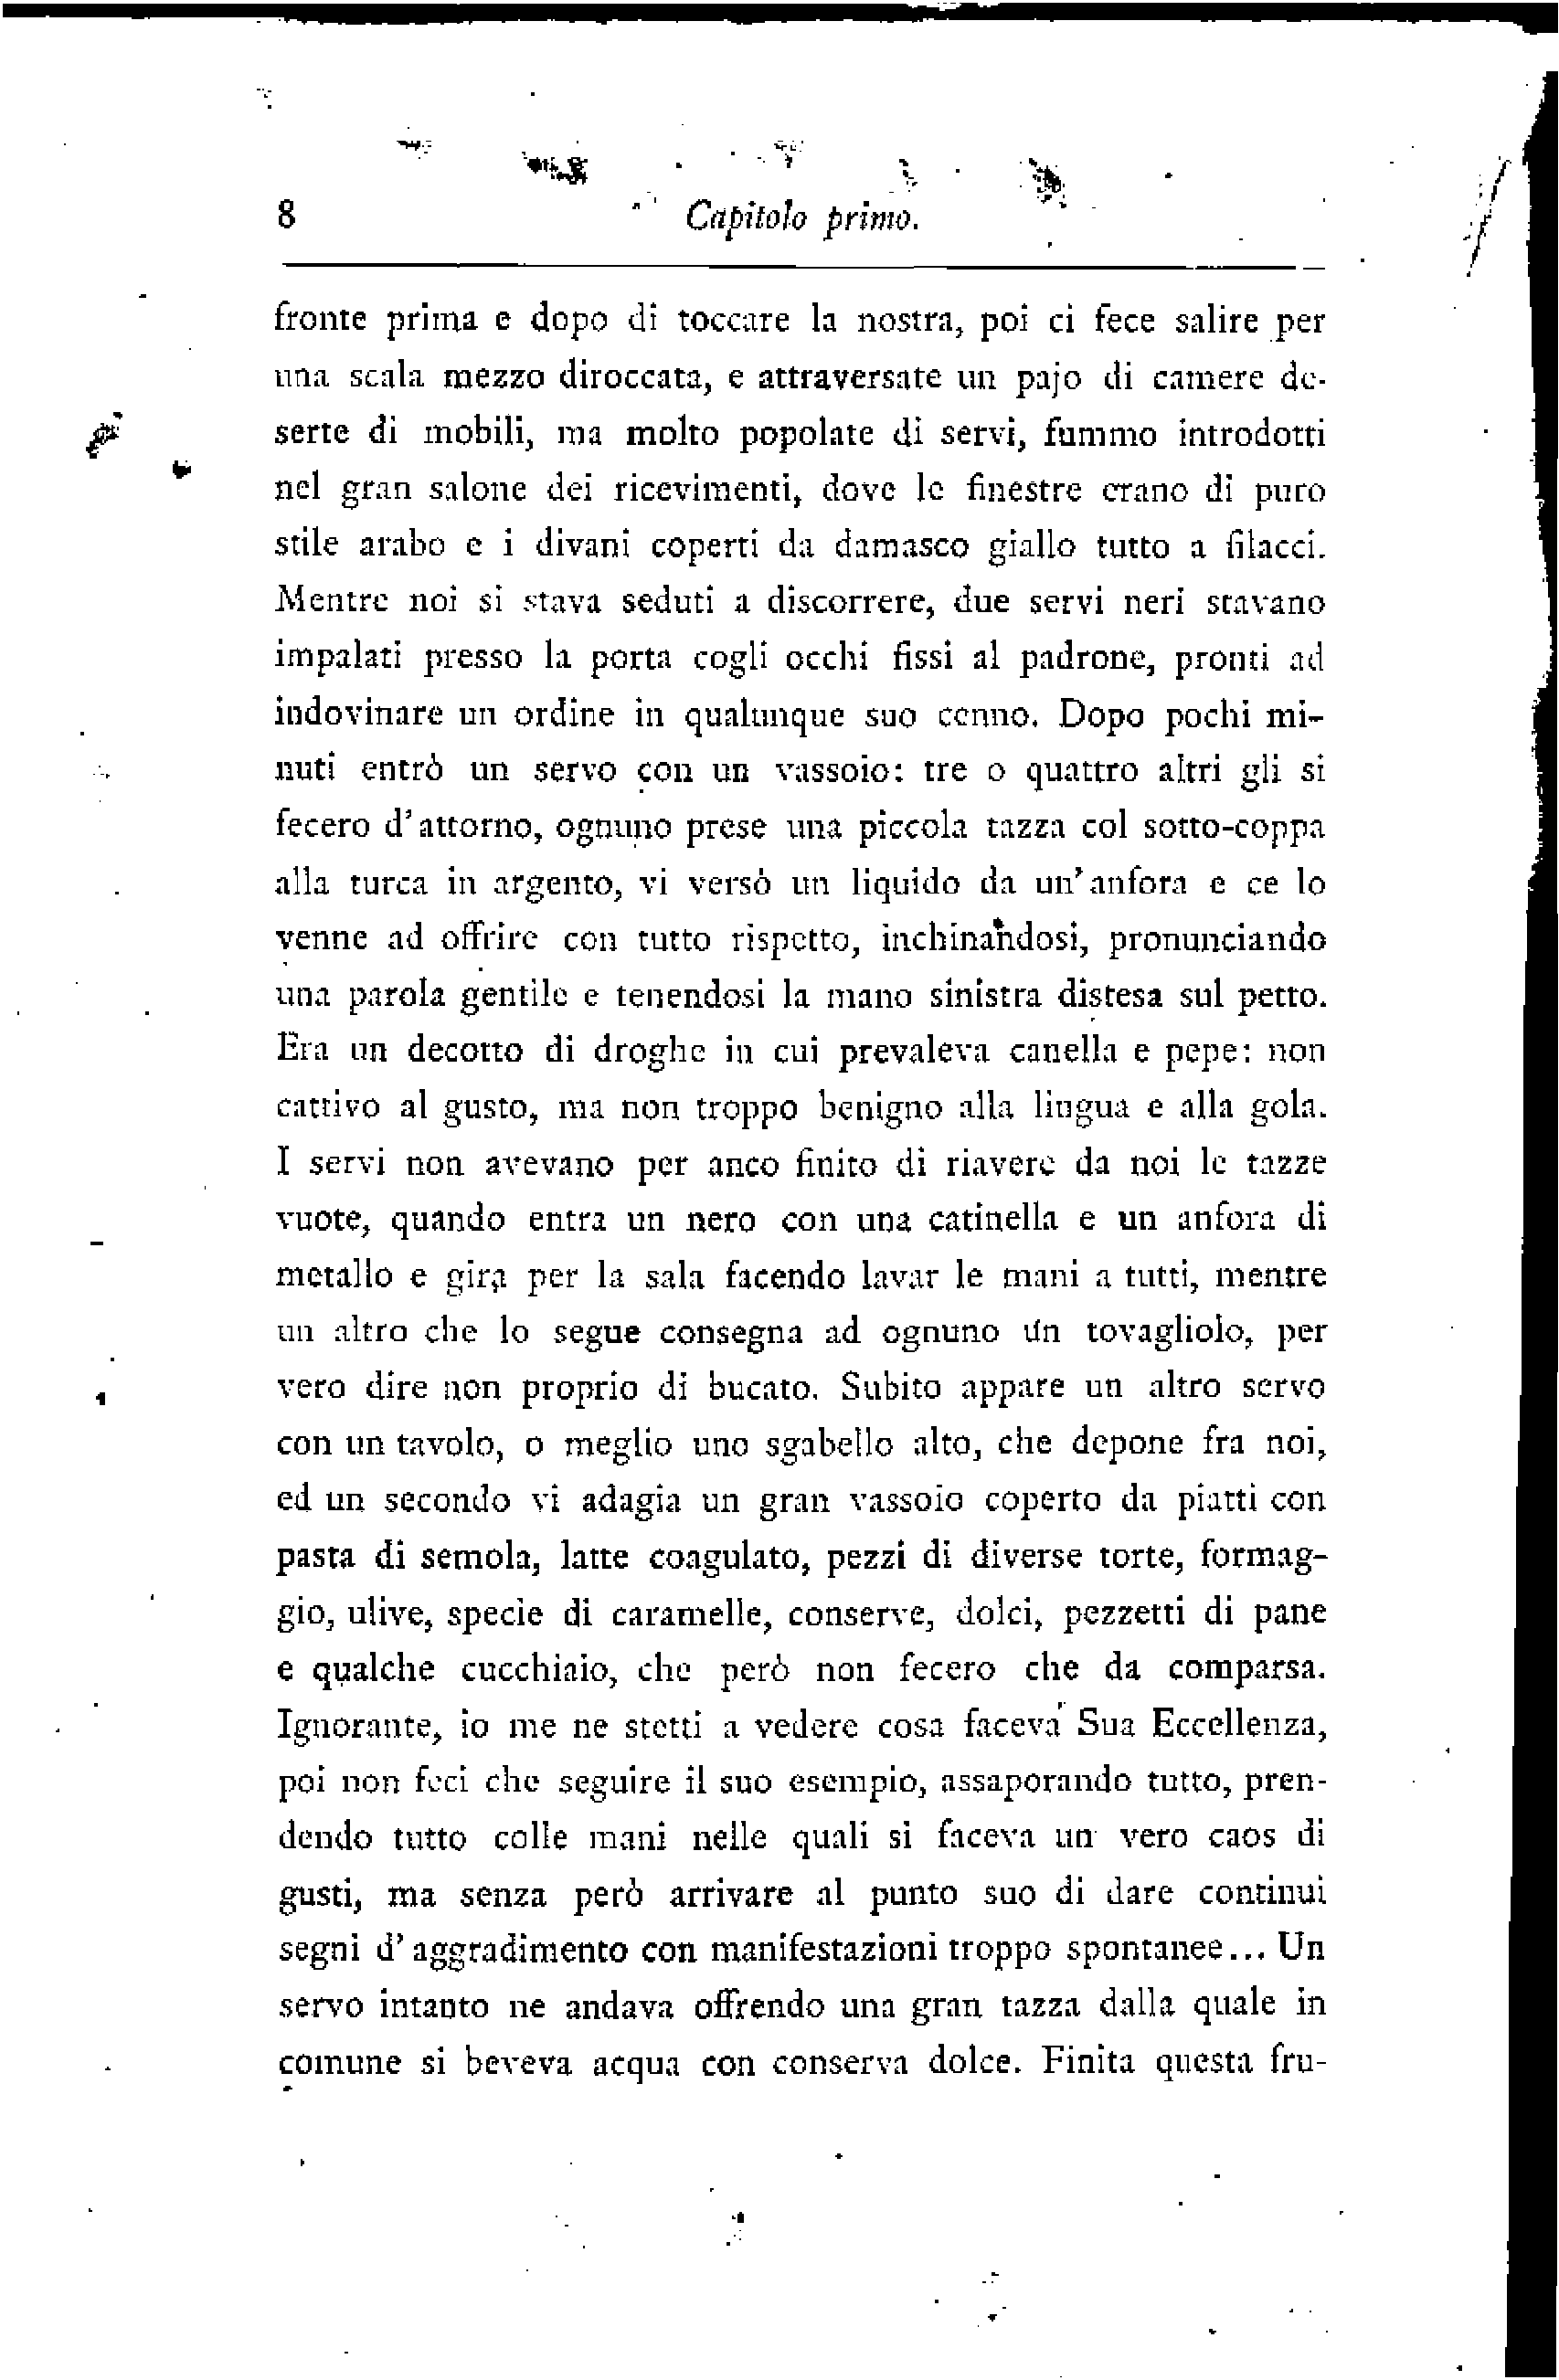 8
Capitolo primo.
fronte prima e dopo di toccare la nostra, poi ci fece salire per
una scala mezzo diroccata, e attraversate un pajo di camere de-
serte di mobili, ma molto popolate di servi, fummo introdotti
nel gran salone dei ricevimenti, dove le finestre erano di puro
stile arabo e i divani coperti da damasco giallo tutto a filacci.
Mentre noi si stava seduti a discorrere, due servi neri stavano
impalati presso la porta cogli occhi fissi al padrone, pronti ad
indovinare un ordine in qualunque suo cenno. Dopo pochi mi-
nuti entrò un servo con un vassoio: tre o quattro altri gli si
fecero d'attorno, ognuno prese una piccola tazza col sotto-coppa
alla turca in argento, vi versò un liquido da un'anfora e ce lo
venne ad offrire con tutto rispetto, inchinandosi, pronunciando
una parola gentile e tenendosi la mano sinistra distesa sul petto.
Era un decotto di droghe in cui prevaleva canella e pepe: non
cattivo al gusto, ma non troppo benigno alla lingua e alla gola.
I servi non avevano per anco finito di riavere da noi le tazze
vuote, quando entra un nero con una catinella e un anfora di
metallo e gira per la sala facendo lavar le mani a tutti, mentre
un altro che lo segue consegna ad ognuno un tovagliolo, per
vero dire non proprio di bucato. Subito appare un altro servo
con un tavolo, o meglio uno sgabello alto, che depone fra noi,
ed un secondo vi adagia un gran vassoio coperto da piatti con
pasta di semola, latte coagulato, pezzi di diverse torte, formag-
gio, ulive, specie di caramelle, conserve, dolci, pezzetti di pane
e qualche cucchiaio, che però non fecero che da comparsa.
Ignorante, io me ne stetti a vedere cosa faceva Sua Eccellenza,
poi non feci che seguire il suo esempio, assaporando tutto, pren-
dendo tutto colle mani nelle quali si faceva un vero caos di
gusti, ma senza però arrivare al punto suo di dare continui
segni d'aggradimento con manifestazioni troppo spontanee... Un
servo intanto ne andava offrendo una gran tazza dalla quale in
comune si beveva acqua con conserva dolce. Finita questa fru-